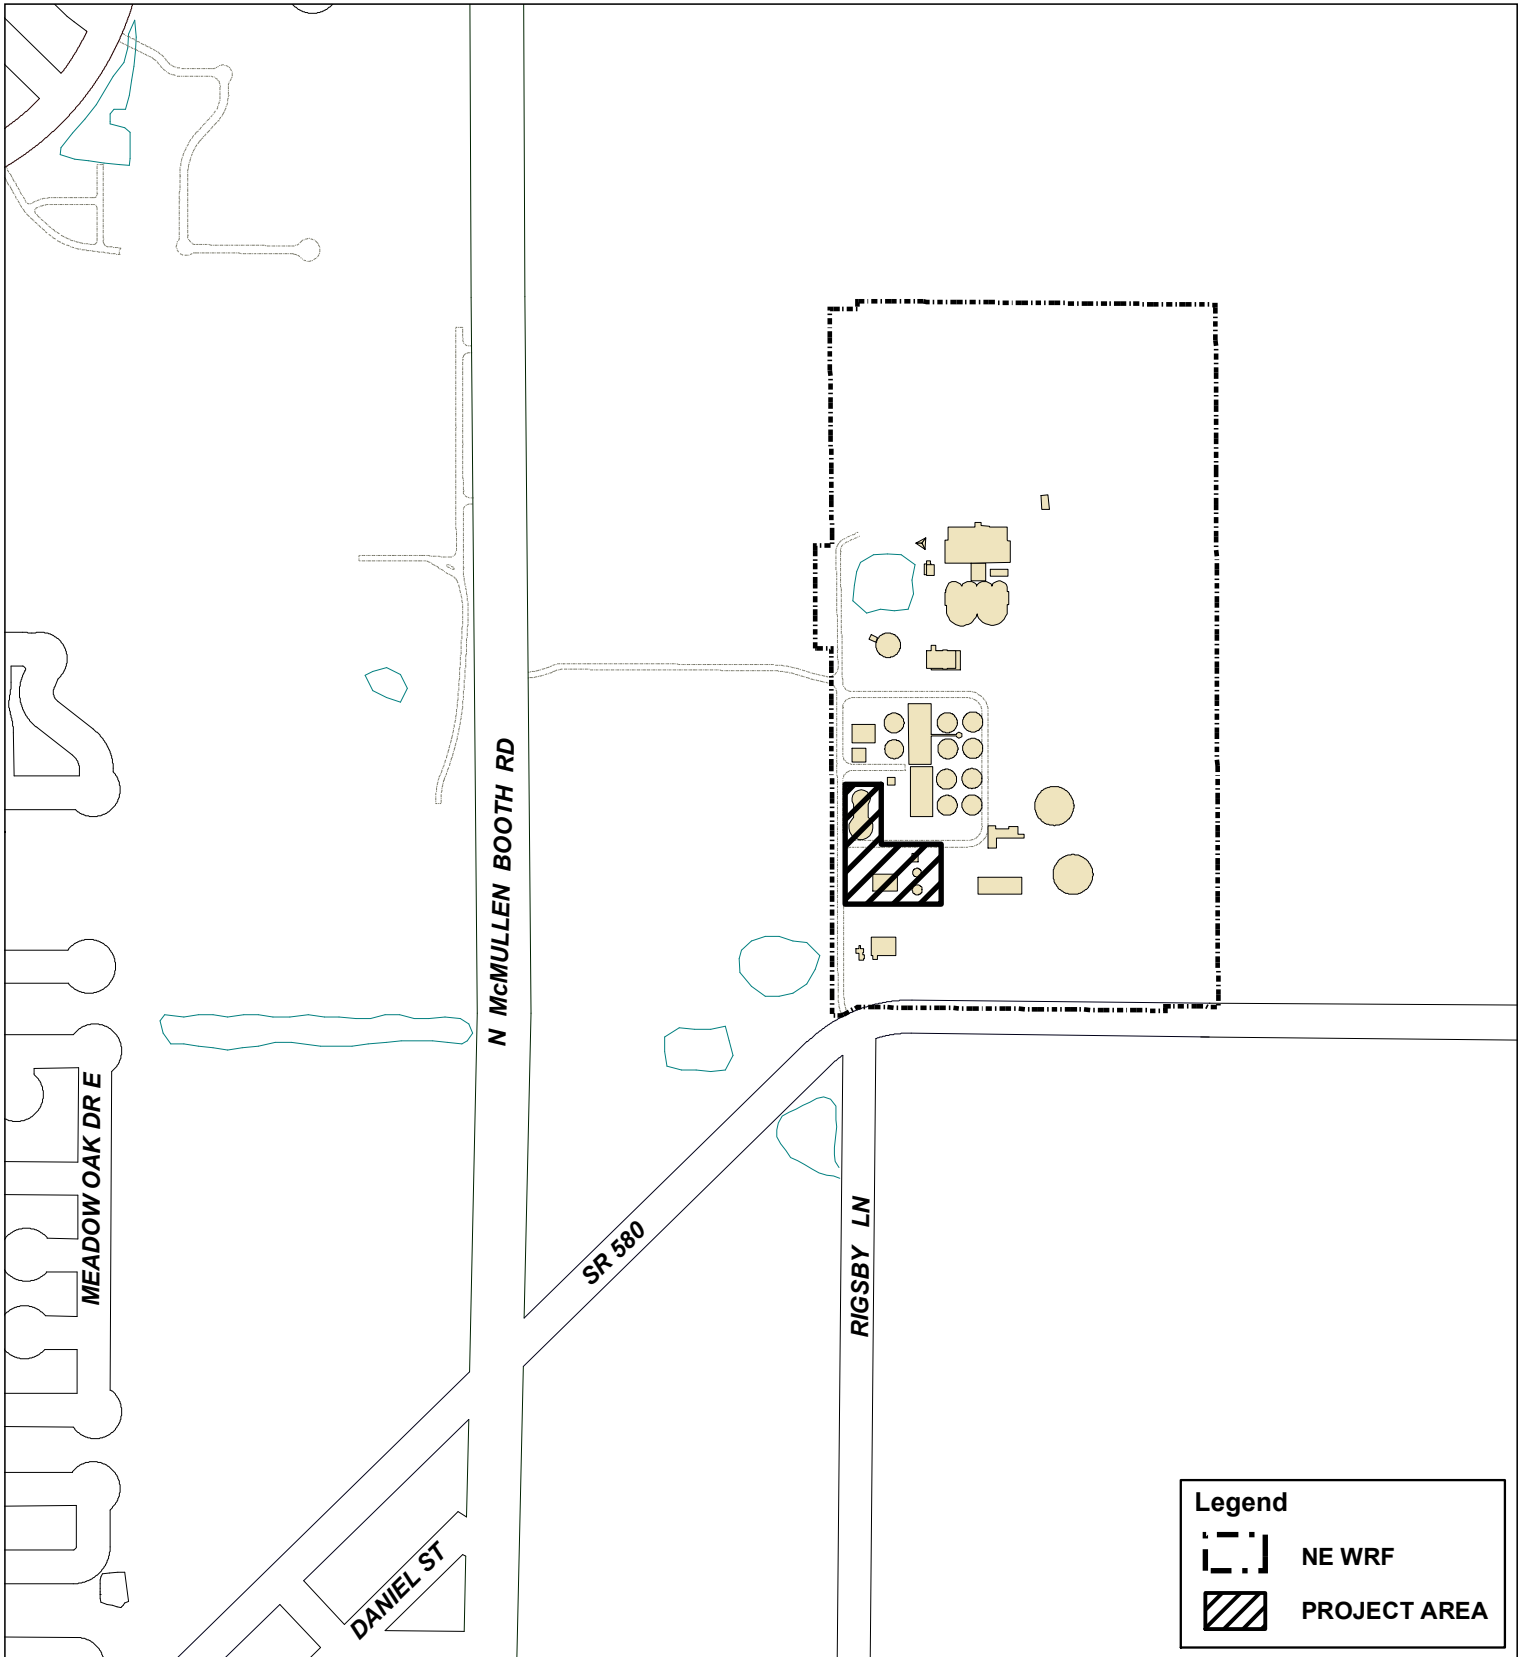 N McMULLEN BOOTH RD
MEADOW OAK DR E
SR 580
RIGSBY LN
DANIEL ST
Legend
NE WRF
PROJECT AREA